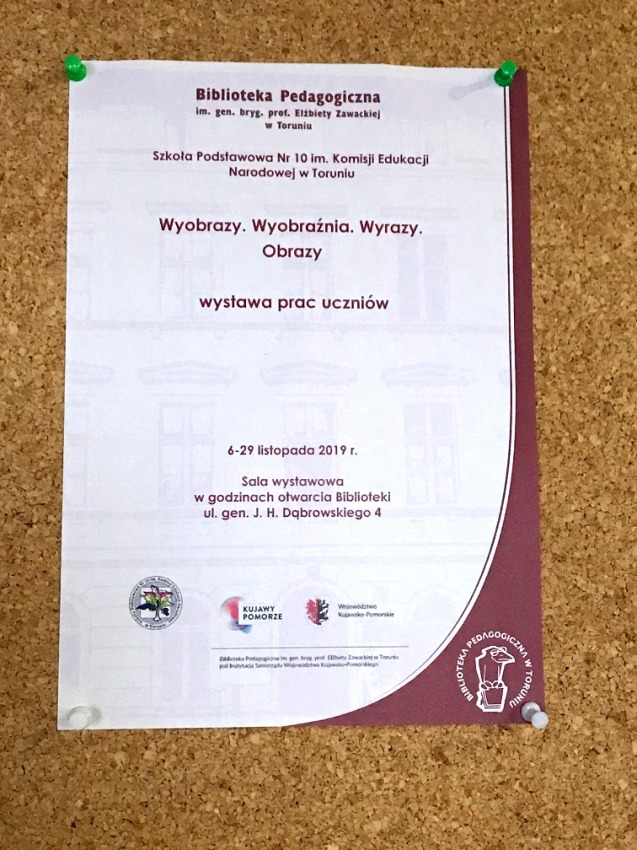 Biblioteka Pedagogiczna
im. gen. bryg. prof. Elżbiety Zawackiej
w Toruniu
Szkoła Podstawowa Nr 10 im. Komisji Edukacji
Narodowej w Toruniu
Wyobrazy. Wyobraźnia. Wyrazy.
Obrazy
wystawa prac uczniów
6-29 listopada 2019 r.
Sala wystawowa
w godzinach otwarcia Biblioteki
ul. gen. J. H. Dąbrowskiego 4
KUJAWY
POMORZE
Województwo
Kujawsko-Pomorskie
Biblioteka Pedagogiczna im. gen. bryg. prof. Elżbiety Zawackiej w Toruniu
jest Instytucją Samorządu Województwa Kujawsko-Pomorskiego
BIBLIOTEKA PEDAGOGICZNA W TORUNIU